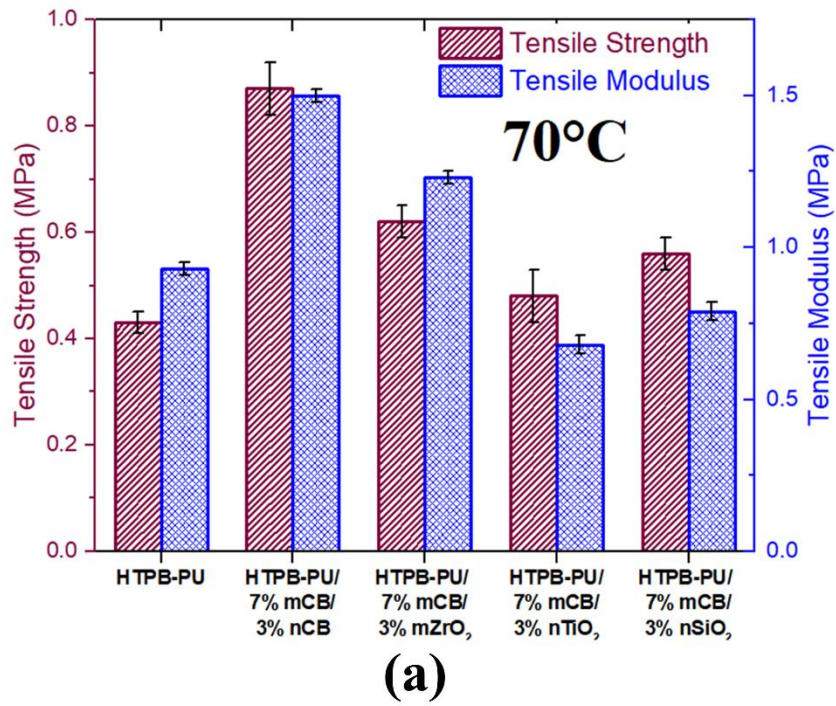 Tensile Strength
Tensile Modulus
70°C
Tensile Strength (MPa)
1.0
0.8
0.6
0.4
0.2
0.0
Tensile Modulus (MPa)
1.5
1.0
0.5
0.0
HTPB-PU
HTPB-PU/
7% mCB/
3% nCB
HTPB-PU/
7% mCB/
3% mZrO₂
HTPB-PU/
7% mCB/
3% nTiO₂
HTPB-PU/
7% mCB/
3% nSiO₂
(a)